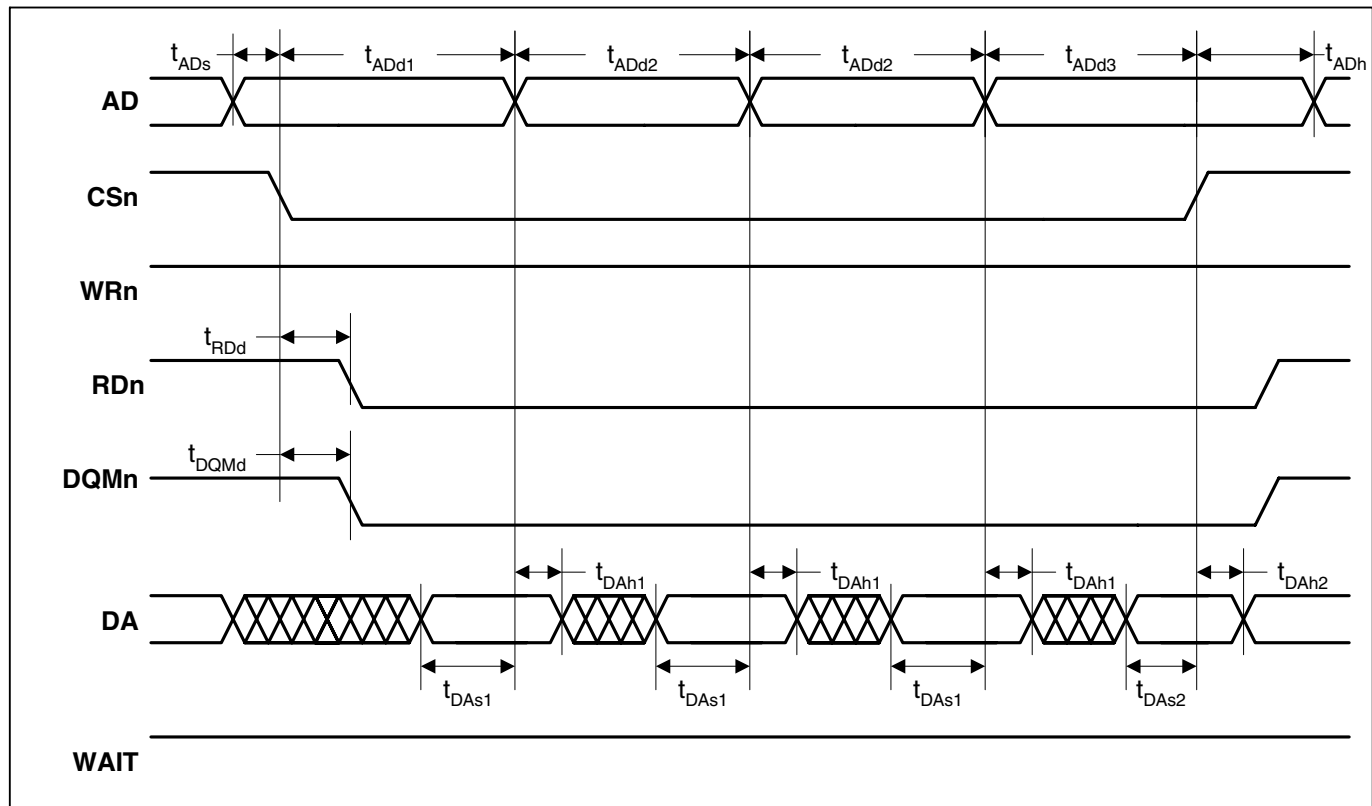 tADs tADd1 tADd2 tADd2 tADd3 tADh
AD
CSn
WRn
tRDd
RDn
tDQMd
DQMn
tDAh1 tDAh1 tDAh1 tDAh2
DA
tDAs1 tDAs1 tDAs1 tDAs2
WAIT